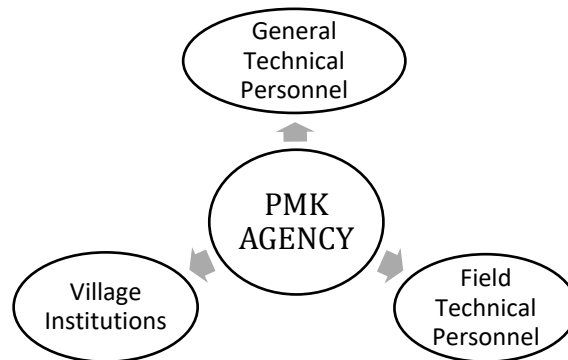 General
Technical
Personnel
PMK
AGENCY
Village
Institutions
Field
Technical
Personnel